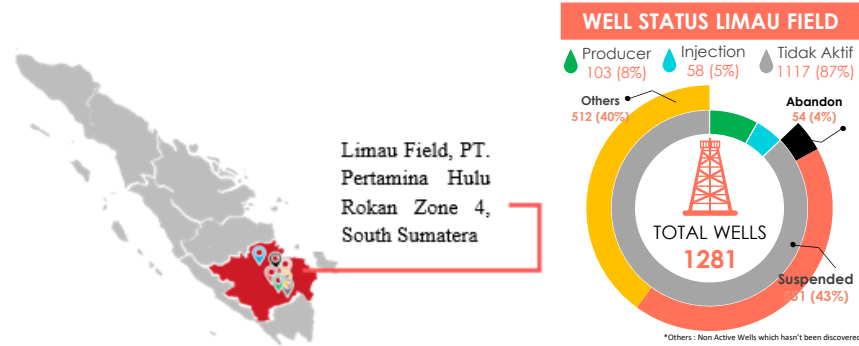 WELL STATUS LIMAU FIELD
Producer
103 (8%)
Injection
58 (5%)
Tidak Aktif
1117 (87%)
Others
512 (40%)
Abandon
54 (4%)
Limau Field, PT.
Pertamina Hulu
Rokan Zone 4,
South Sumatera
TOTAL WELLS
1281
Suspended
(43%)
*Others : Non Active Wells which hasn't been discovered